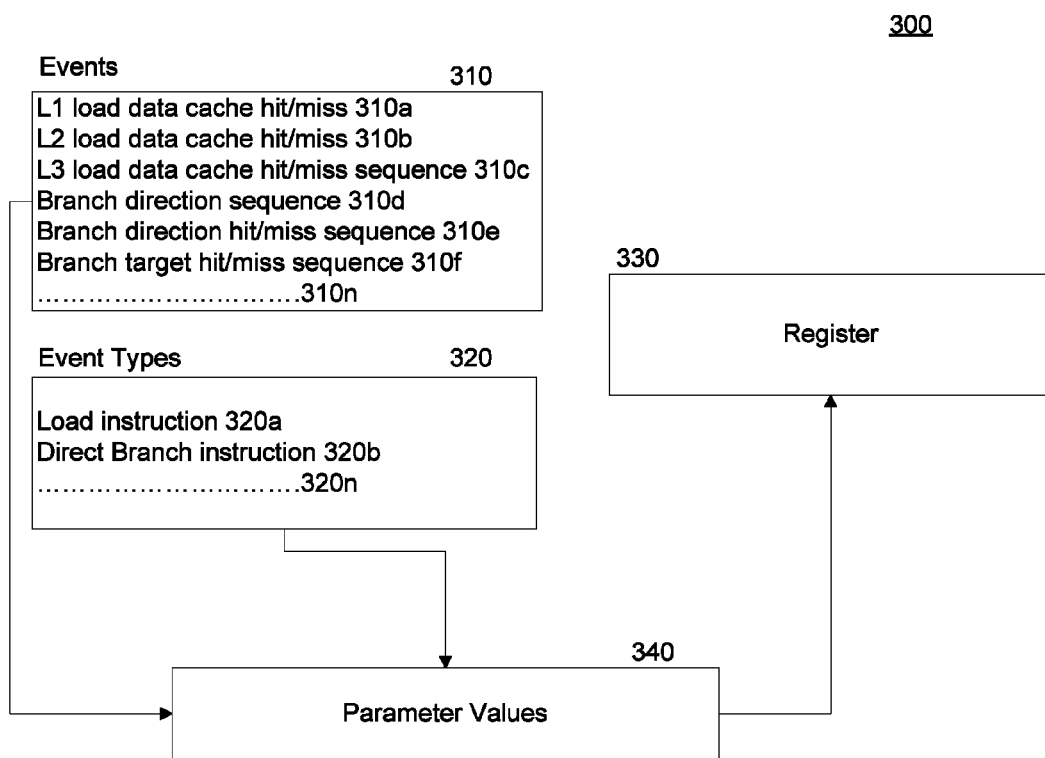 300
Events
310
L1 load data cache hit/miss 310a
L2 load data cache hit/miss 310b
L3 load data cache hit/miss sequence 310c
Branch direction sequence 310d
Branch direction hit/miss sequence 310e
Branch target hit/miss sequence 310f
…………………………….310n
330
Register
Event Types
320
Load instruction 320a
Direct Branch instruction 320b
…………………………….320n
340
Parameter Values